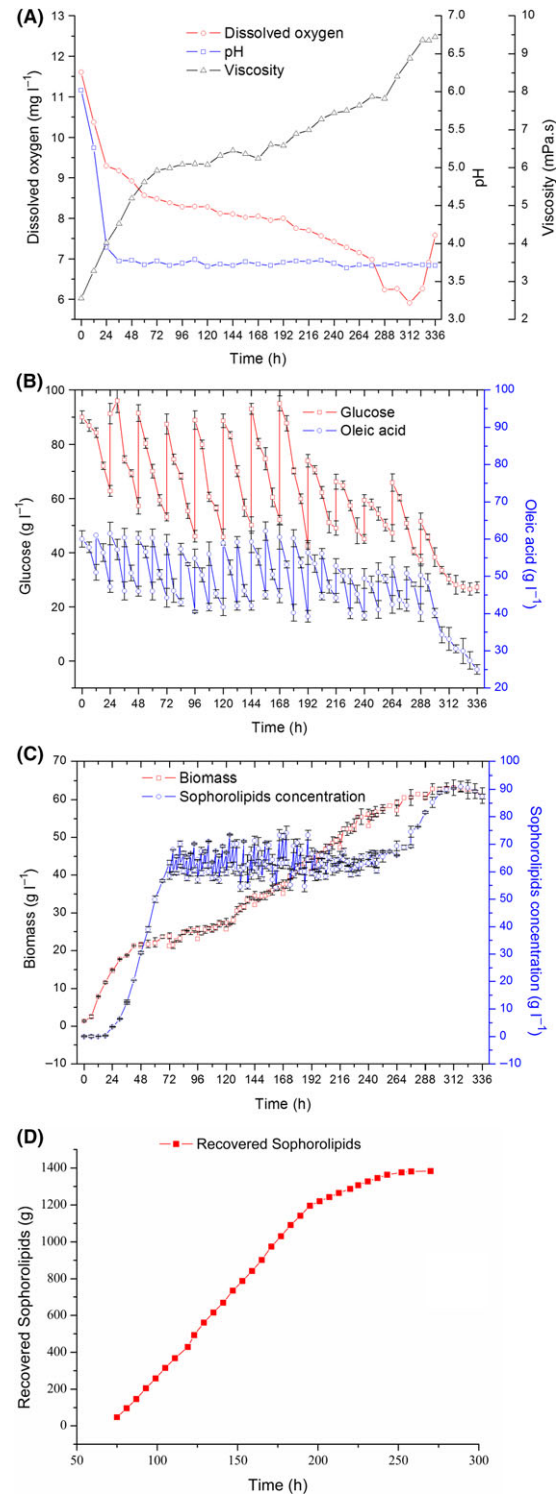 (A)
Dissolved oxygen
pH
Viscosity
13
12
11
10
9
8
7
6
Dissolved oxygen (mg l⁻¹)
7.0
6.5
6.0
5.5
5.0
4.5
4.0
3.5
3.0
pH
10
9
8
7
6
5
4
3
2
Viscosity (mPa.s)
0 24 48 72 96 120 144 168 192 216 240 264 288 312 336
Time (h)
(B)
Glucose
Oleic acid
100
80
60
40
20
0
Glucose (g l⁻¹)
100
90
80
70
60
50
40
30
20
Oleic acid (g l⁻¹)
0 24 48 72 96 120 144 168 192 216 240 264 288 312 336
Time (h)
(C)
Biomass
Sophorolipids concentration
70
60
50
40
30
20
10
0
−10
Biomass (g l⁻¹)
100
90
80
70
60
50
40
30
20
10
0
−10
Sophorolipids concentration (g l⁻¹)
0 24 48 72 96 120 144 168 192 216 240 264 288 312 336
Time (h)
(D)
Recovered Sophorolipids
1400
1200
1000
800
600
400
200
0
Recovered Sophorolipids (g)
50 100 150 200 250 300
Time (h)